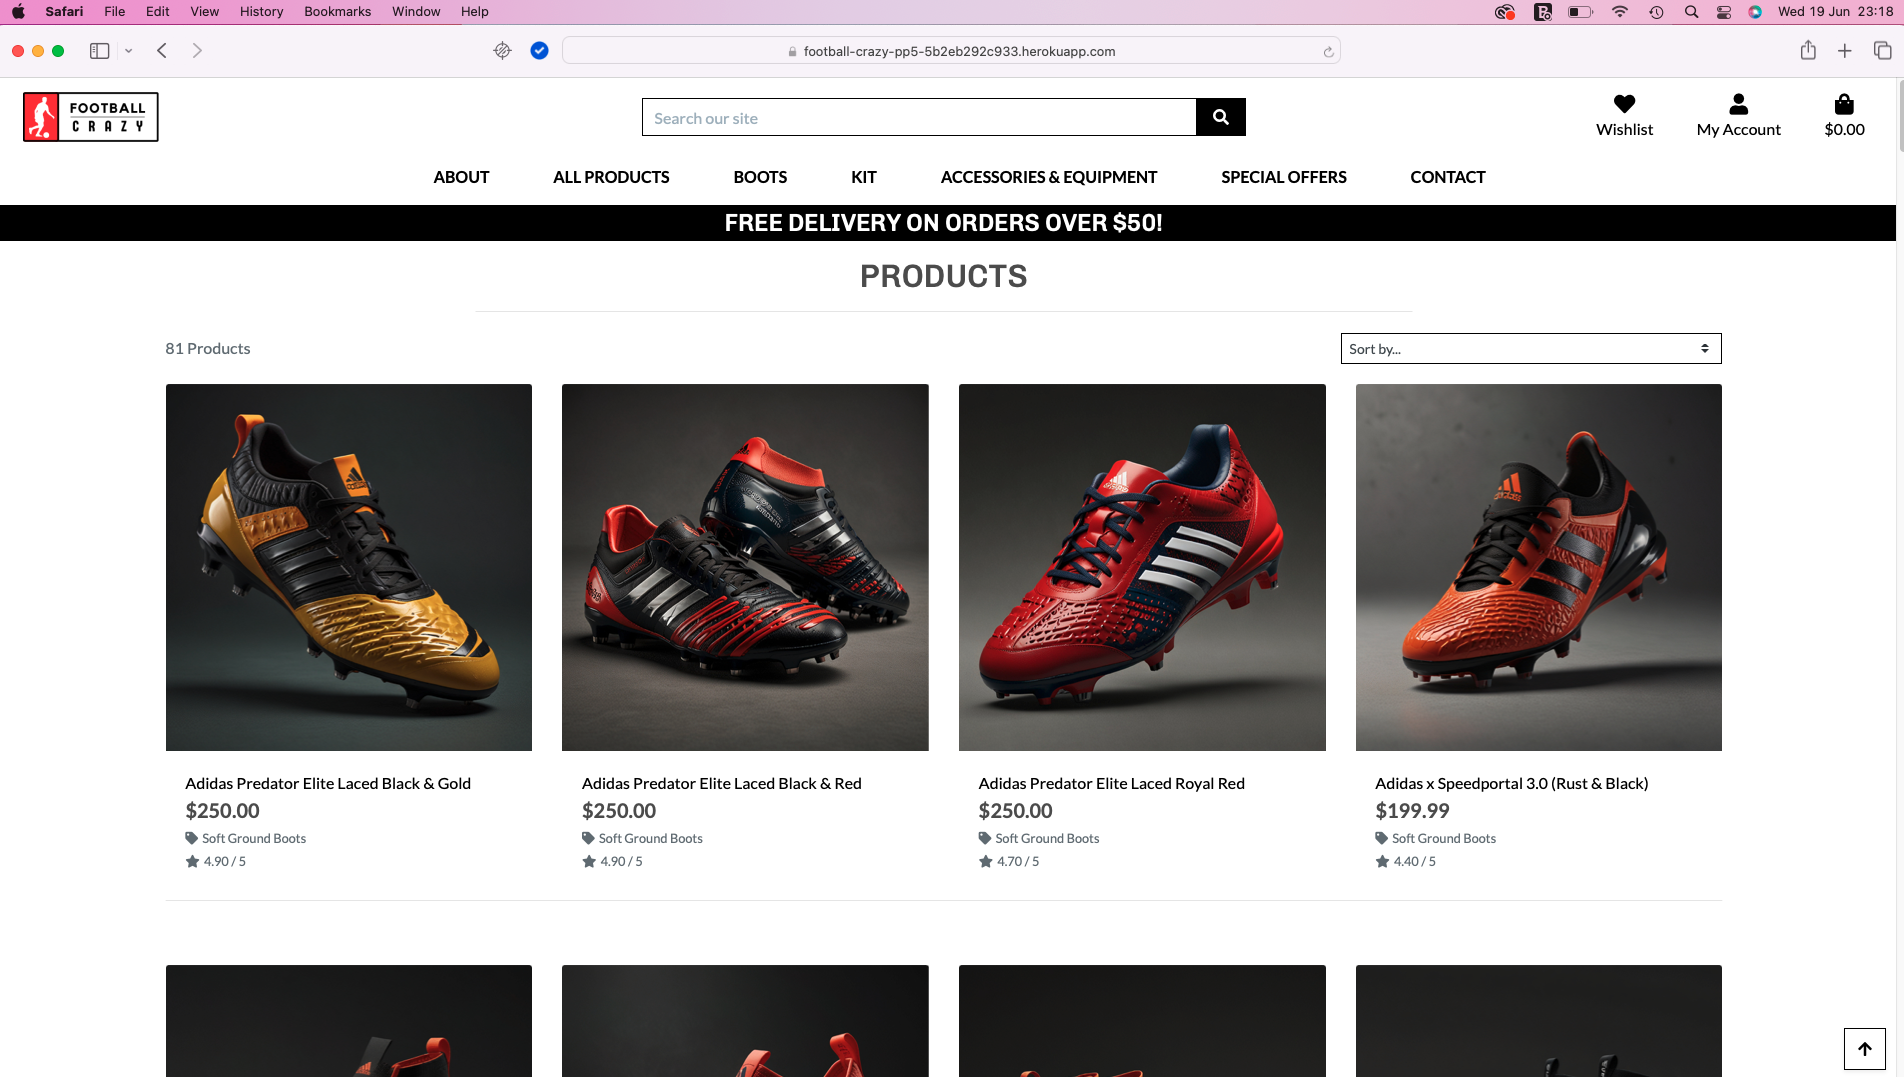 Safari File Edit View History Bookmarks Window Help Wed 19 Jun 23:18
football-crazy-pp5-5b2eb292c933.herokuapp.com
FOOTBALL
CRAZY
Search our site
Wishlist My Account $0.00
ABOUT ALL PRODUCTS BOOTS KIT ACCESSORIES & EQUIPMENT SPECIAL OFFERS CONTACT
FREE DELIVERY ON ORDERS OVER $50!
PRODUCTS
81 Products
Sort by...
Adidas Predator Elite Laced Black & Gold
$250.00
Soft Ground Boots
4.90 / 5
Adidas Predator Elite Laced Black & Red
$250.00
Soft Ground Boots
4.90 / 5
Adidas Predator Elite Laced Royal Red
$250.00
Soft Ground Boots
4.70 / 5
Adidas x Speedportal 3.0 (Rust & Black)
$199.99
Soft Ground Boots
4.40 / 5